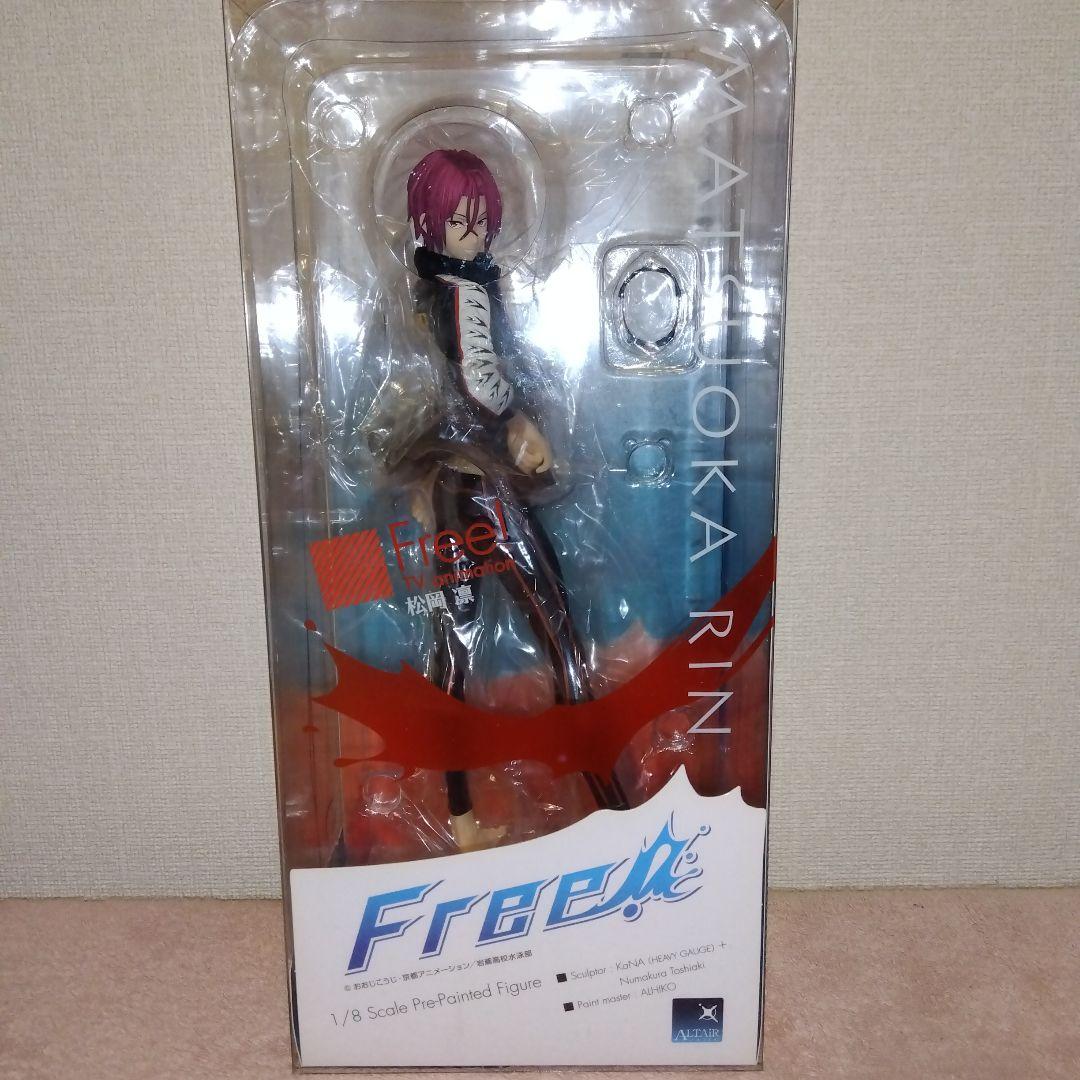 MATSUOKA RIN
Free!
TV animation
松岡 凛
Free!
© おおじこうじ・京都アニメーション/岩鳶高校水泳部
1/8 Scale Pre-Painted Figure
■ Sculptor : KaNA (HEAVY GAUGE) +
Numakura Toshiaki
■ Paint master : ALJHIKO
ALTAiR